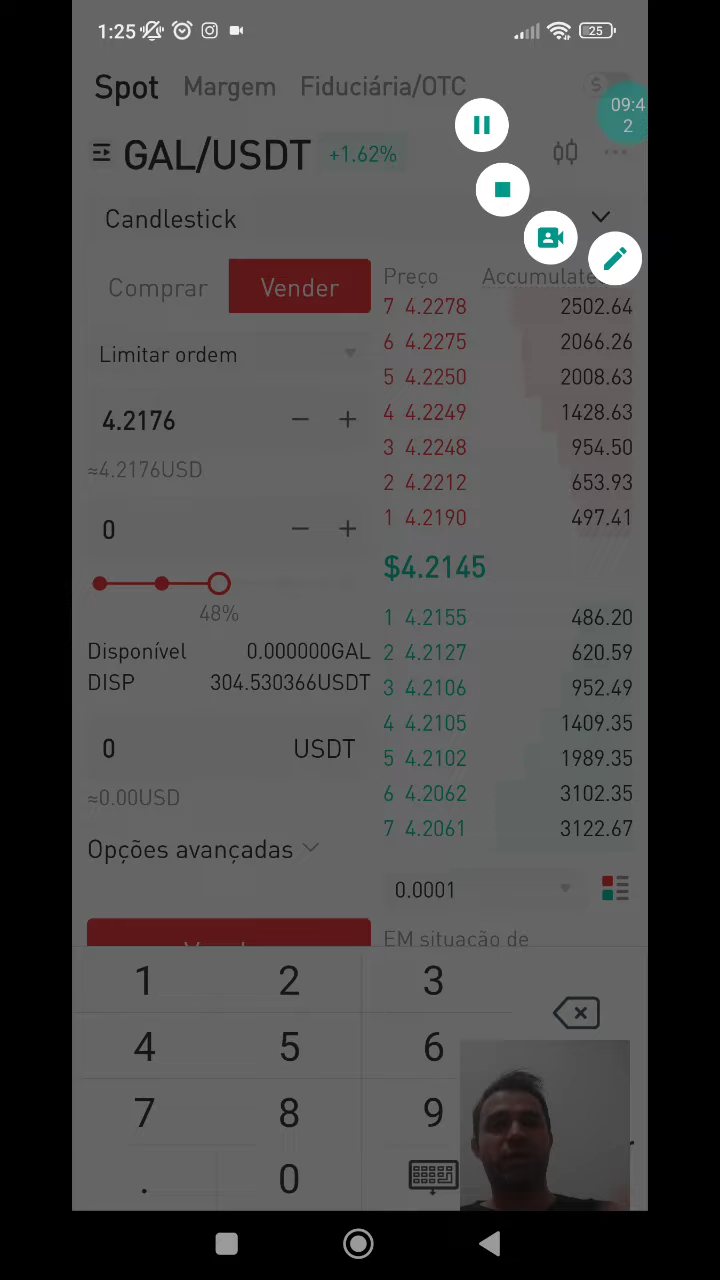 1:25
25
Spot Margem Fiduciária/OTC
$
09:4
2
GAL/USDT +1.62%
Candlestick
Comprar Vender
Preço Accumulate
7 4.2278 2502.64
Limitar ordem
6 4.2275 2066.26
5 4.2250 2008.63
4.2176
4 4.2249 1428.63
3 4.2248 954.50
≈4.2176USD
2 4.2212 653.93
0
1 4.2190 497.41
$4.2145
48%
1 4.2155 486.20
Disponível 0.000000GAL
2 4.2127 620.59
DISP 304.530366USDT
3 4.2106 952.49
4 4.2105 1409.35
0 USDT
5 4.2102 1989.35
≈0.00USD
6 4.2062 3102.35
7 4.2061 3122.67
Opções avançadas
0.0001
EM situação de
1 2 3
4 5 6
7 8 9
. 0